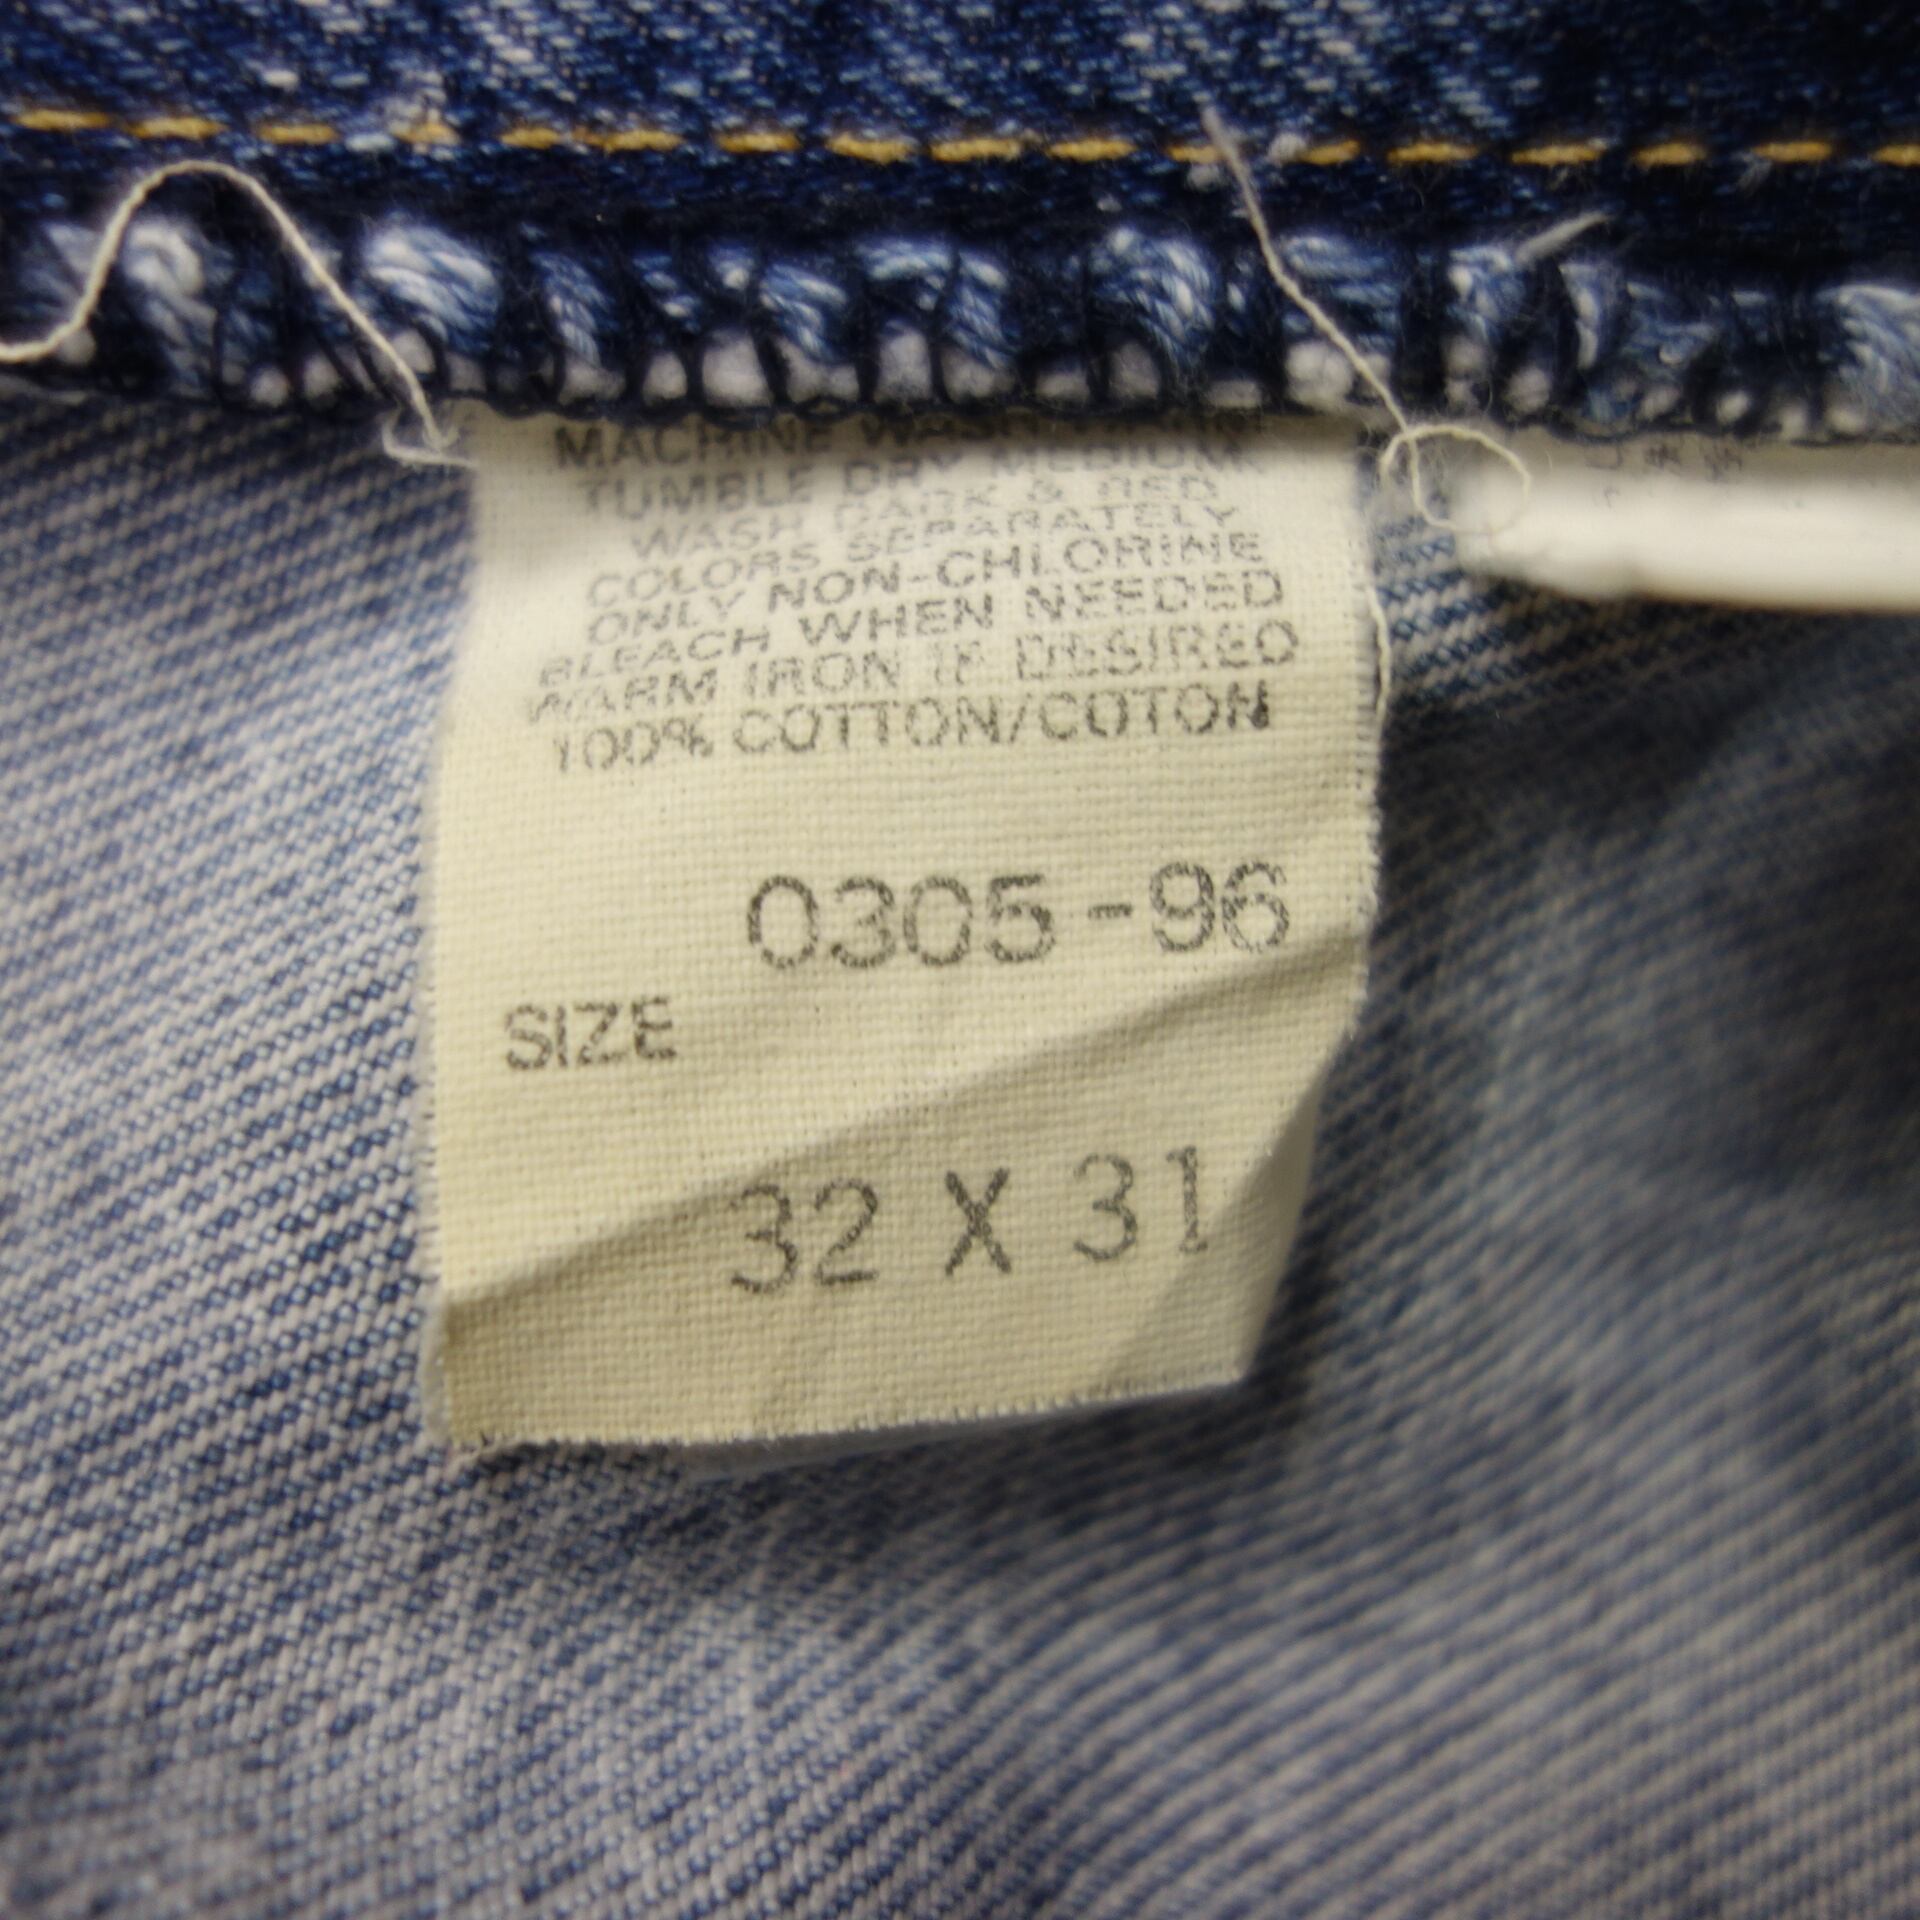 MACHINE WASH
TUMBLE DRY MEDIUM
WASH DARK & RED
COLORS SEPARATELY
ONLY NON-CHLORINE
BLEACH WHEN NEEDED
WARM IRON IF DESIRED
100% COTTON/COTON
0305-96
SIZE
32 X 31